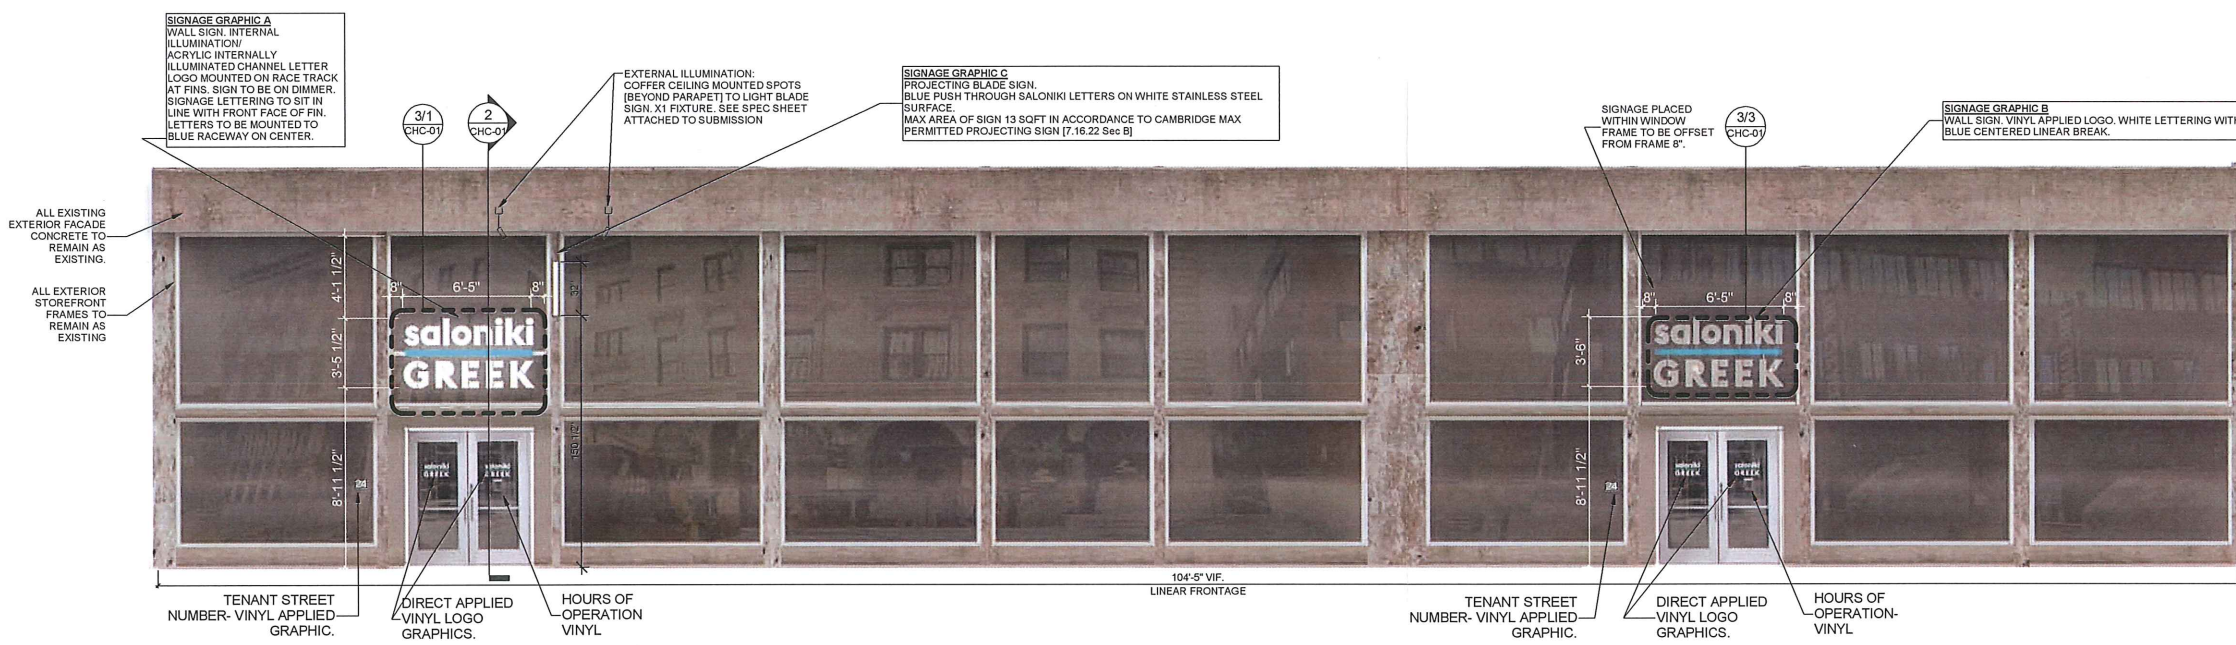 SIGNAGE GRAPHIC A
WALL SIGN. INTERNAL
ILLUMINATION/
ACRYLIC INTERNALLY
ILLUMINATED CHANNEL LETTER
LOGO MOUNTED ON RACE TRACK
AT FINS. SIGN TO BE ON DIMMER.
SIGNAGE LETTERING TO SIT IN
LINE WITH FRONT FACE OF FIN.
LETTERS TO BE MOUNTED TO
BLUE RACEWAY ON CENTER.
3/1
CHC-01
2
CHC-01
EXTERNAL ILLUMINATION:
COFFER CEILING MOUNTED SPOTS
[BEYOND PARAPET] TO LIGHT BLADE
SIGN. X1 FIXTURE. SEE SPEC SHEET
ATTACHED TO SUBMISSION
SIGNAGE GRAPHIC C
PROJECTING BLADE SIGN.
BLUE PUSH THROUGH SALONIKI LETTERS ON WHITE STAINLESS STEEL
SURFACE.
MAX AREA OF SIGN 13 SQFT IN ACCORDANCE TO CAMBRIDGE MAX
PERMITTED PROJECTING SIGN [7.16.22 Sec B]
SIGNAGE PLACED
WITHIN WINDOW
FRAME TO BE OFFSET
FROM FRAME 8".
3/3
CHC-01
SIGNAGE GRAPHIC B
WALL SIGN. VINYL APPLIED LOGO. WHITE LETTERING WITH
BLUE CENTERED LINEAR BREAK.
ALL EXISTING
EXTERIOR FACADE
CONCRETE TO
REMAIN AS
EXISTING.
ALL EXTERIOR
STOREFRONT
FRAMES TO
REMAIN AS
EXISTING
4'-1 1/2"
8"
6'-5"
8"
32"
3'-5 1/2"
saloniki
GREEK
8'-11 1/2"
150 1/2"
24
saloniki
GREEK
saloniki
GREEK
8"
6'-5"
8"
3'-6"
saloniki
GREEK
8'-11 1/2"
24
saloniki
GREEK
saloniki
GREEK
104'-5" VIF.
LINEAR FRONTAGE
TENANT STREET
NUMBER- VINYL APPLIED
GRAPHIC.
DIRECT APPLIED
VINYL LOGO
GRAPHICS.
HOURS OF
OPERATION
VINYL
TENANT STREET
NUMBER- VINYL APPLIED
GRAPHIC.
DIRECT APPLIED
VINYL LOGO
GRAPHICS.
HOURS OF
OPERATION-
VINYL